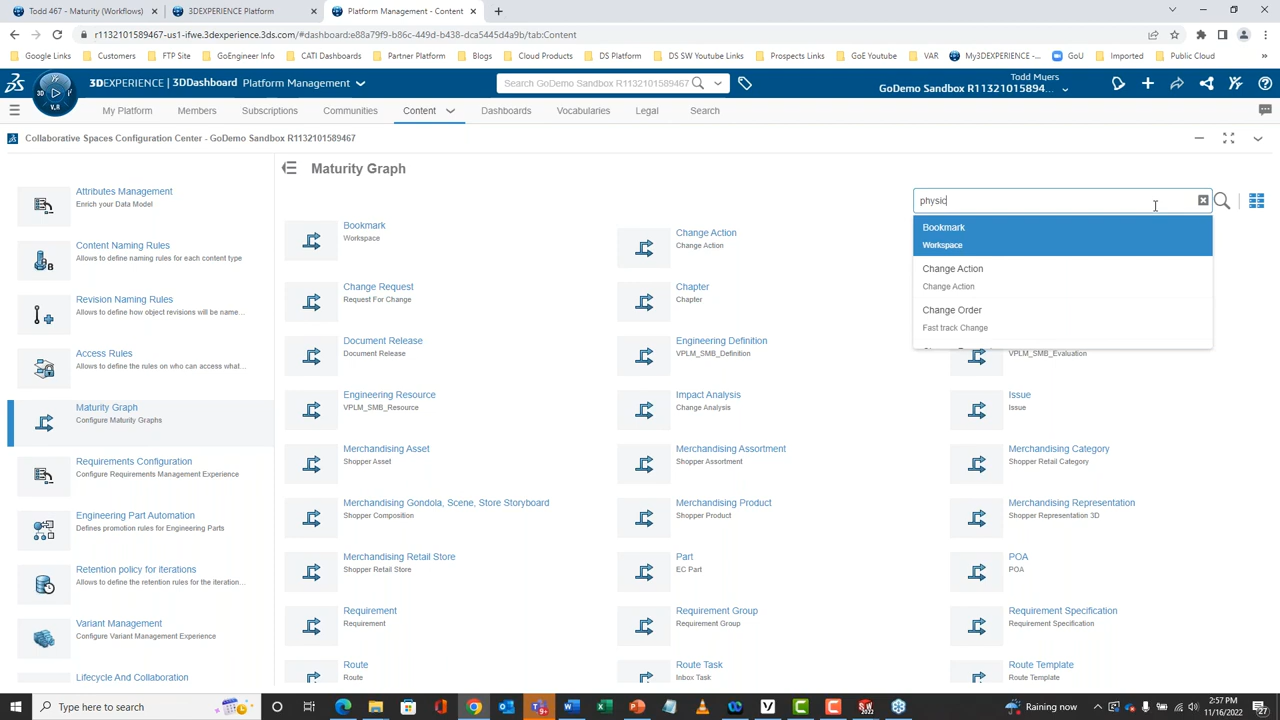 Todd 467 - Maturity (Workflows)
3DEXPERIENCE Platform
Platform Management - Content
r1132101589467-us1-ifwe.3dexperience.3ds.com/#dashboard:e88a79f9-b86c-449d-b438-dca5445d4a9b/tab:Content
Google Links
Customers
FTP Site
GoEngineer Info
CATI Dashboards
Partner Platform
Blogs
Cloud Products
DS Platform
DS SW Youtube Links
Prospects Links
GoE Youtube
VAR
My3DEXPERIENCE -...
GoU
Imported
Public Cloud
»
3DEXPERIENCE | 3DDashboard Platform Management
Search GoDemo Sandbox R1132101589467
Todd Myers
GoDemo Sandbox R1132101589 4...
V.R
My Platform
Members
Subscriptions
Communities
Content
Dashboards
Vocabularies
Legal
Search
Collaborative Spaces Configuration Center - GoDemo Sandbox R1132101589467
Maturity Graph
physic
Attributes Management
Enrich your Data Model
Content Naming Rules
Allows to define naming rules for each content type
Revision Naming Rules
Allows to define how object revisions will be name...
Access Rules
Allows to define the rules on who can access what...
Maturity Graph
Configure Maturity Graphs
Requirements Configuration
Configure Requirements Management Experience
Engineering Part Automation
Defines promotion rules for Engineering Parts
Retention policy for iterations
Allows to define the retention rules for the iteration...
Variant Management
Configure Variant Management Experience
Lifecycle And Collaboration
Bookmark
Workspace
Change Action
Change Action
Bookmark
Workspace
Change Action
Change Action
Change Order
Fast track Change
Change Request
Request For Change
Chapter
Chapter
Document Release
Document Release
Engineering Definition
VPLM_SMB_Definition
VPLM_SMB_Evaluation
Engineering Resource
VPLM_SMB_Resource
Impact Analysis
Change Analysis
Issue
Issue
Merchandising Asset
Shopper Asset
Merchandising Assortment
Shopper Assortment
Merchandising Category
Shopper Retail Category
Merchandising Gondola, Scene, Store Storyboard
Shopper Composition
Merchandising Product
Shopper Product
Merchandising Representation
Shopper Representation 3D
Merchandising Retail Store
Shopper Retail Store
Part
EC Part
POA
POA
Requirement
Requirement
Requirement Group
Requirement Group
Requirement Specification
Requirement Specification
Route
Route
Route Task
Inbox Task
Route Template
Route Template
Type here to search
Raining now
2:57 PM
11/16/2022